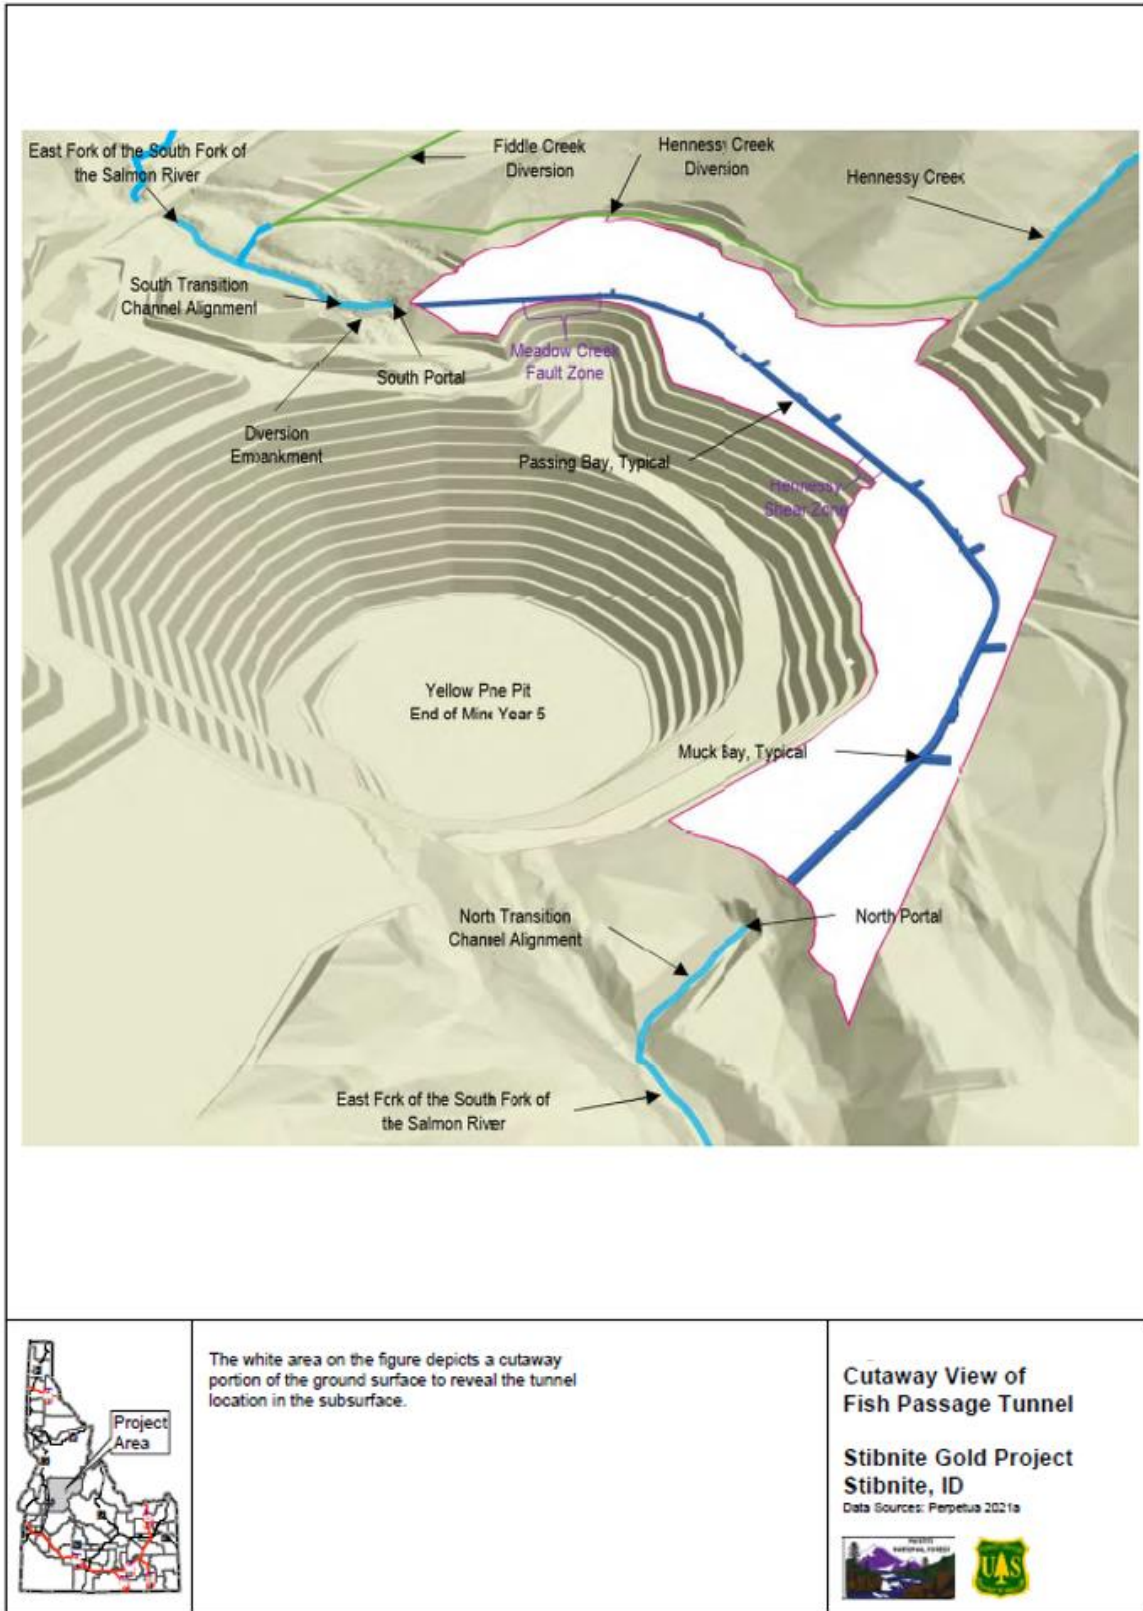 East Fork of the South Fork of
the Salmon River
Fiddle Creek
Diversion
Hennessy Creek
Diversion
Hennessy Creek
South Transition
Channel Alignment
South Portal
Meadow Creek
Fault Zone
Diversion
Embankment
Passing Bay, Typical
Hennessy
Shear Zone
Yellow Pine Pit
End of Mine Year 5
Muck Bay, Typical
North Transition
Channel Alignment
North Portal
East Fork of the South Fork of
the Salmon River
Project
Area
The white area on the figure depicts a cutaway
portion of the ground surface to reveal the tunnel
location in the subsurface.
Cutaway View of
Fish Passage Tunnel
Stibnite Gold Project
Stibnite, ID
Data Sources: Perpetua 2021a
NATIONAL FOREST
UAS